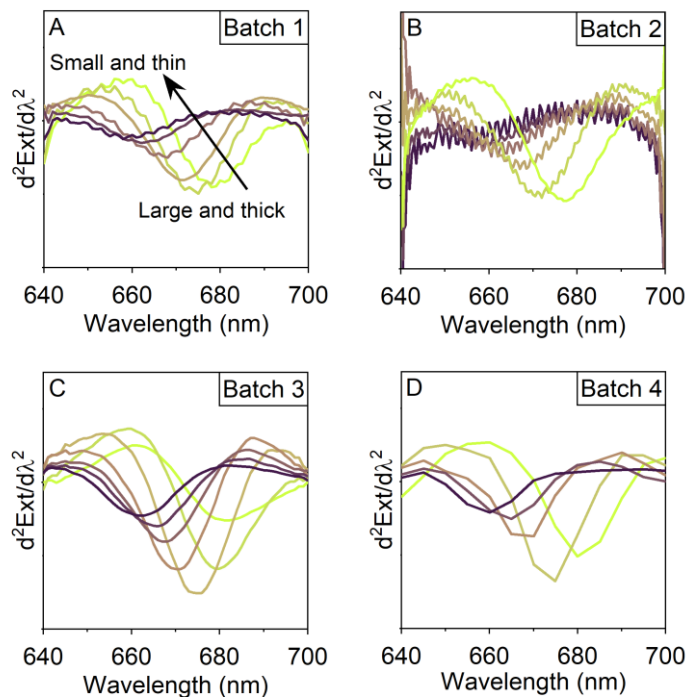 A
Batch 1
Small and thin
Large and thick
d²Ext/dλ²
640 660 680 700
Wavelength (nm)
B
Batch 2
d²Ext/dλ²
640 660 680 700
Wavelength (nm)
C
Batch 3
d²Ext/dλ²
640 660 680 700
Wavelength (nm)
D
Batch 4
d²Ext/dλ²
640 660 680 700
Wavelength (nm)